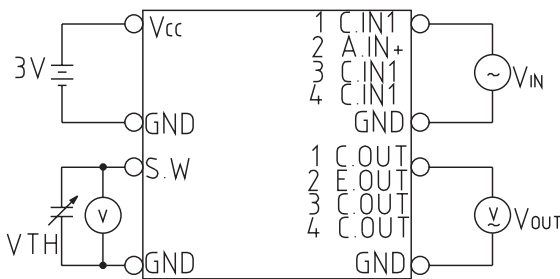 Vcc
3V
GND
S.W
V
VTH
GND
1 C.IN1
2 A.IN+
3 C.IN1
4 C.IN1
GND
~
VIN
1 C.OUT
2 E.OUT
3 C.OUT
4 C.OUT
V
~
VOUT
GND